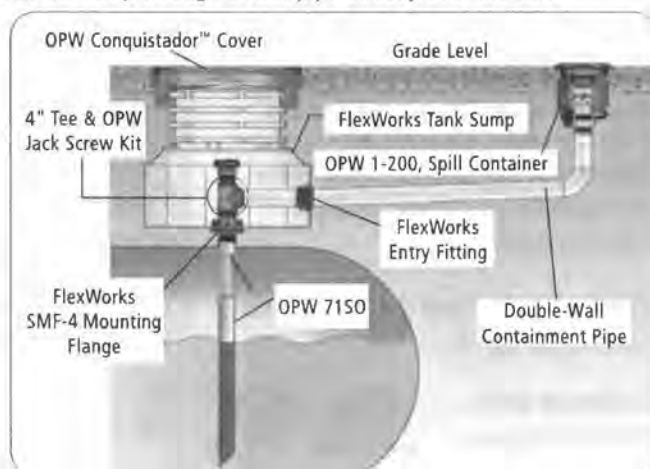 OPW Conquistador™ Cover
Grade Level
4" Tee & OPW
Jack Screw Kit
FlexWorks Tank Sump
OPW 1-200, Spill Container
FlexWorks
Entry Fitting
FlexWorks
SMF-4 Mounting
Flange
OPW 71SO
Double-Wall
Containment Pipe